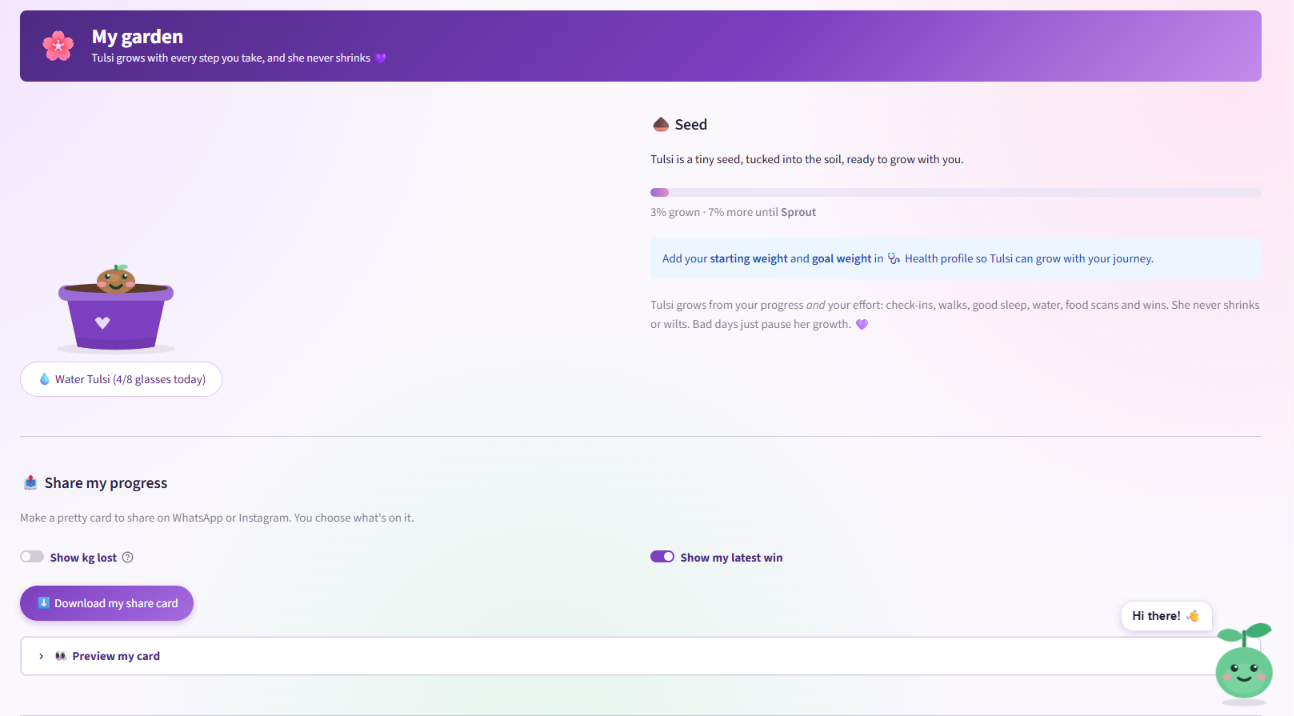 My garden
Tulsi grows with every step you take, and she never shrinks 💜
Seed
Tulsi is a tiny seed, tucked into the soil, ready to grow with you.
3% grown · 7% more until Sprout
Add your starting weight and goal weight in 🩺 Health profile so Tulsi can grow with your journey.
Tulsi grows from your progress and your effort: check-ins, walks, good sleep, water, food scans and wins. She never shrinks
or wilts. Bad days just pause her growth. 💜
💧 Water Tulsi (4/8 glasses today)
📤 Share my progress
Make a pretty card to share on WhatsApp or Instagram. You choose what's on it.
Show kg lost ?
Show my latest win
⬇️ Download my share card
Hi there! 👋
› 👀 Preview my card